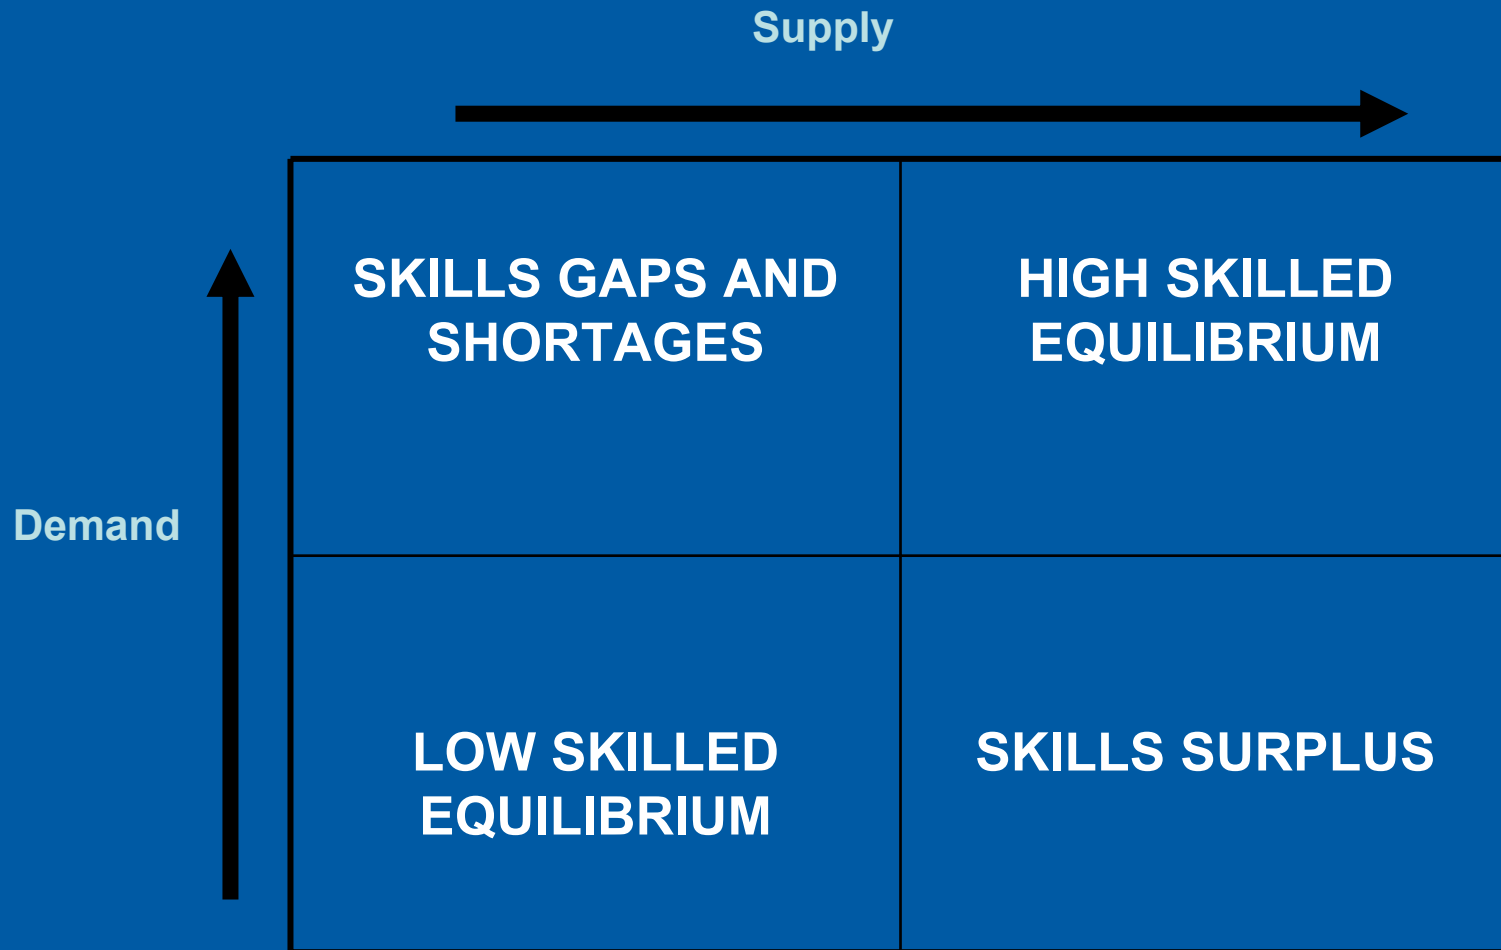 Supply
SKILLS GAPS AND
SHORTAGES
HIGH SKILLED
EQUILIBRIUM
Demand
LOW SKILLED
EQUILIBRIUM
SKILLS SURPLUS